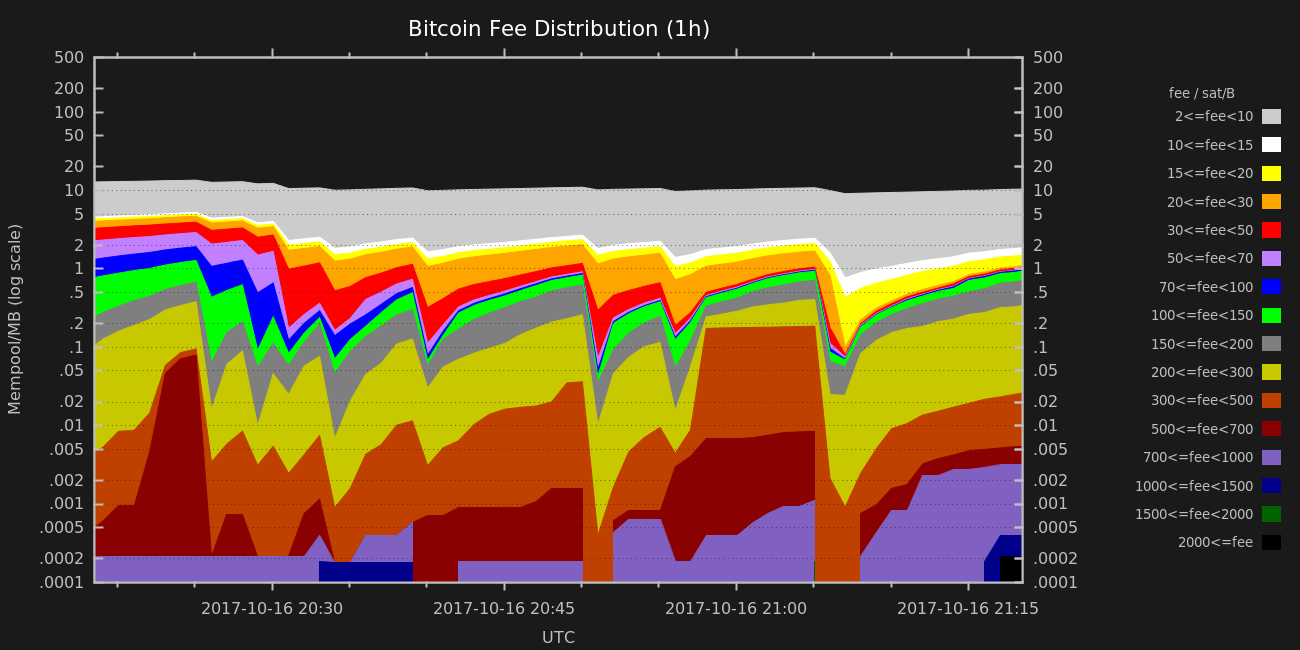 Bitcoin Fee Distribution (1h)
Mempool/MB (log scale)
500
200
100
50
20
10
5
2
1
.5
.2
.1
.05
.02
.01
.005
.002
.001
.0005
.0002
.0001
500
200
100
50
20
10
5
2
1
.5
.2
.1
.05
.02
.01
.005
.002
.001
.0005
.0002
.0001
2017-10-16 20:30
2017-10-16 20:45
2017-10-16 21:00
2017-10-16 21:15
UTC
fee / sat/B
2<=fee<10
10<=fee<15
15<=fee<20
20<=fee<30
30<=fee<50
50<=fee<70
70<=fee<100
100<=fee<150
150<=fee<200
200<=fee<300
300<=fee<500
500<=fee<700
700<=fee<1000
1000<=fee<1500
1500<=fee<2000
2000<=fee